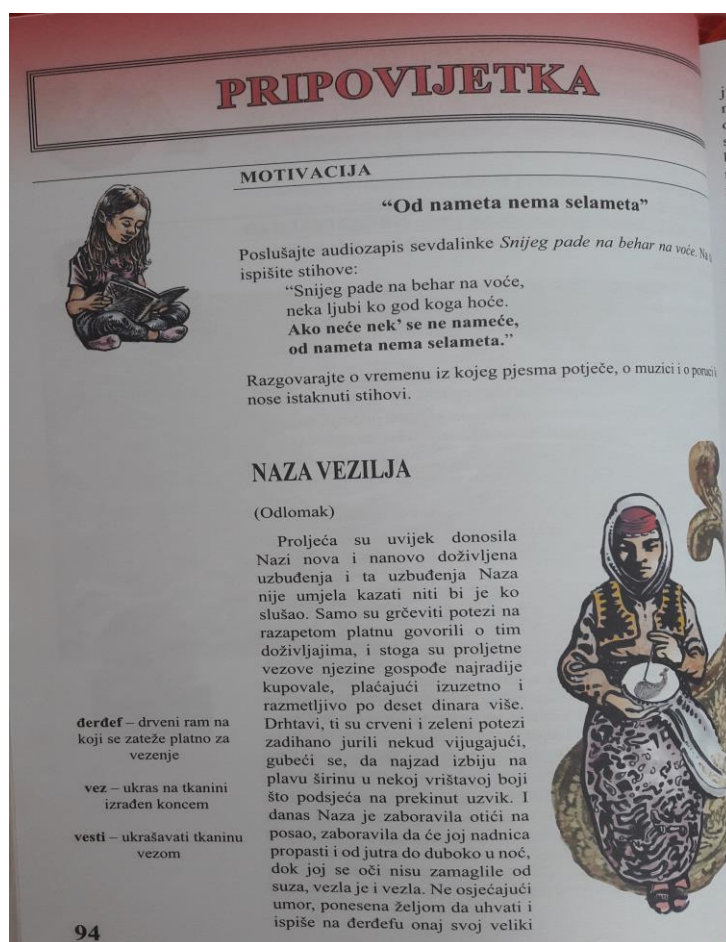 PRIPOVIJETKA
MOTIVACIJA
“Od nameta nema selameta”
Poslušajte audiozapis sevdalinke Snijeg pade na behar na voće. Na
ispišite stihove:
“Snijeg pade na behar na voće,
neka ljubi ko god koga hoće.
Ako neće nek’ se ne nameće,
od nameta nema selameta.”
Razgovarajte o vremenu iz kojeg pjesma potječe, o muzici i o poruci
nose istaknuti stihovi.
NAZA VEZILJA
(Odlomak)
Proljeća su uvijek donosila
Nazi nova i nanovo doživljena
uzbuđenja i ta uzbuđenja Naza
nije umjela kazati niti bi je ko
slušao. Samo su grčeviti potezi na
razapetom platnu govorili o tim
doživljajima, i stoga su proljetne
vezove njezine gospođe najradije
kupovale, plaćajući izuzetno i
razmetljivo po deset dinara više.
Drhtavi, ti su crveni i zeleni potezi
zadihano jurili nekud vijugajući,
gubeći se, da najzad izbiju na
plavu širinu u nekoj vrištavoj boji
što podsjeća na prekinut uzvik. I
danas Naza je zaboravila otići na
posao, zaboravila da će joj nadnica
propasti i od jutra do duboko u noć,
dok joj se oči nisu zamaglile od
suza, vezla je i vezla. Ne osjećajući
umor, ponesena željom da uhvati i
ispiše na đerđefu onaj svoj veliki
đerđef – drveni ram na
koji se zateže platno za
vezenje
vez – ukras na tkanini
izrađen koncem
vesti – ukrašavati tkaninu
vezom
94